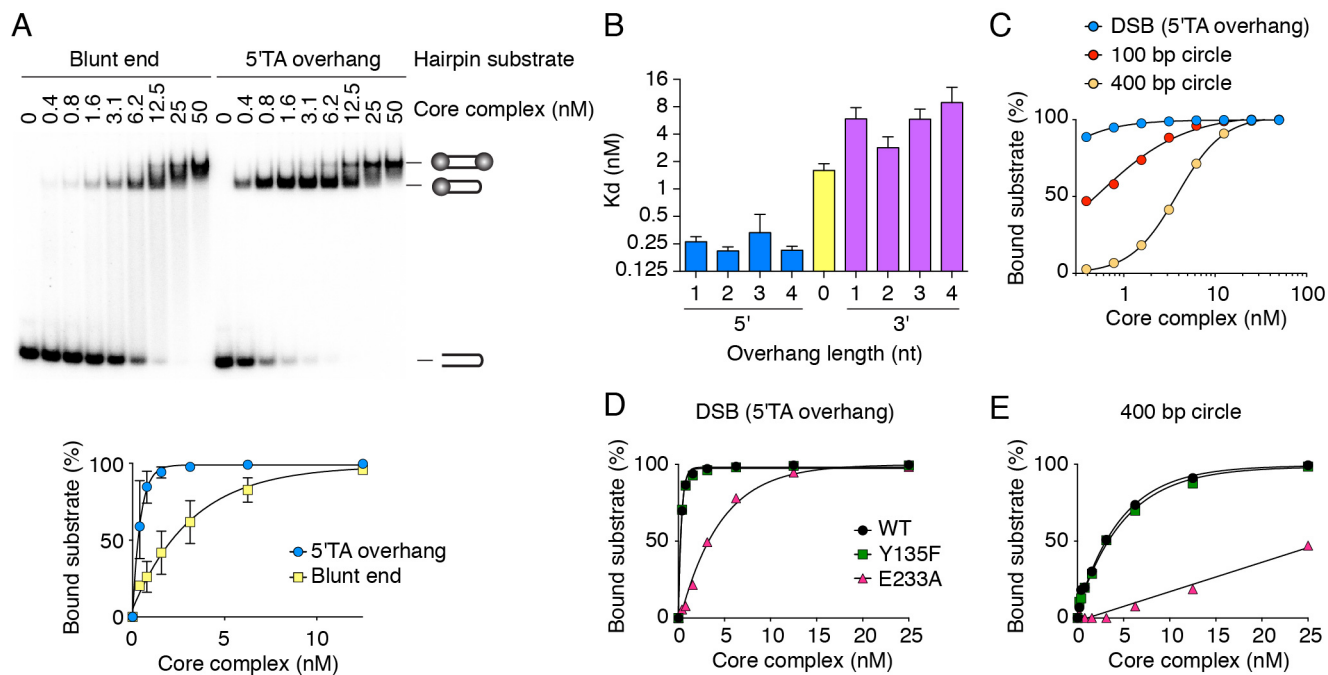 A
Blunt end 5'TA overhang Hairpin substrate
0 0.4 0.8 1.6 3.1 6.2 12.5 25 50 0 0.4 0.8 1.6 3.1 6.2 12.5 25 50 Core complex (nM)
Bound substrate (%)
100
50
0
0 5 10
Core complex (nM)
5'TA overhang
Blunt end
B
Kd (nM)
16
8
4
2
1
0.5
0.25
0.125
1 2 3 4 0 1 2 3 4
5' 3'
Overhang length (nt)
C
DSB (5'TA overhang)
100 bp circle
400 bp circle
Bound substrate (%)
100
50
0
1 10 100
Core complex (nM)
D
DSB (5'TA overhang)
Bound substrate (%)
100
50
0
WT
Y135F
E233A
0 5 10 15 20 25
Core complex (nM)
E
400 bp circle
Bound substrate (%)
100
50
0
0 5 10 15 20 25
Core complex (nM)